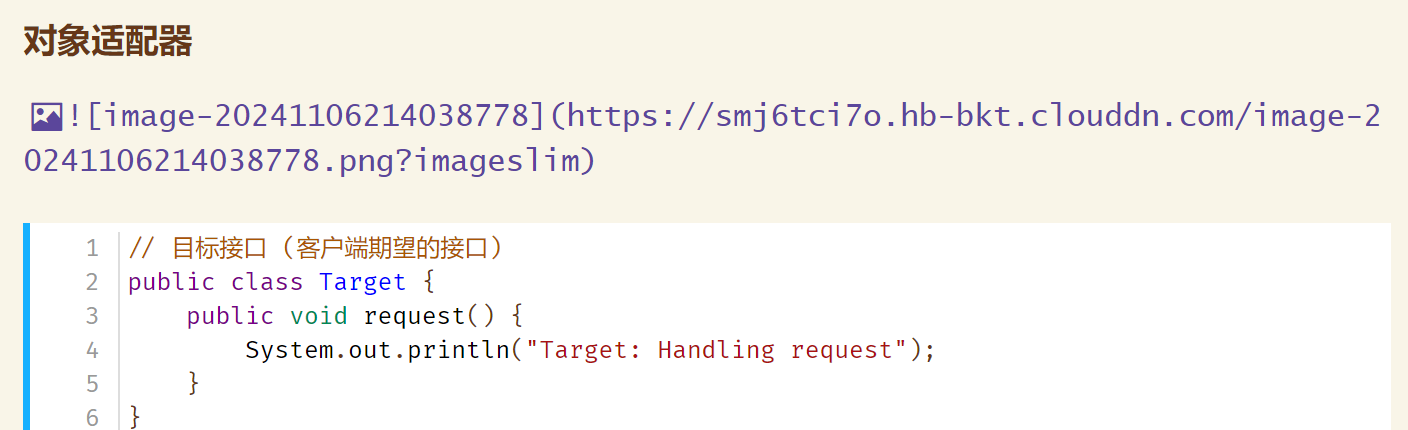 对象适配器
![image-20241106214038778](https://smj6tci7o.hb-bkt.clouddn.com/image-2
0241106214038778.png?imageslim)
1 // 目标接口（客户端期望的接口）
2 public class Target {
3     public void request() {
4         System.out.println("Target: Handling request");
5     }
6 }